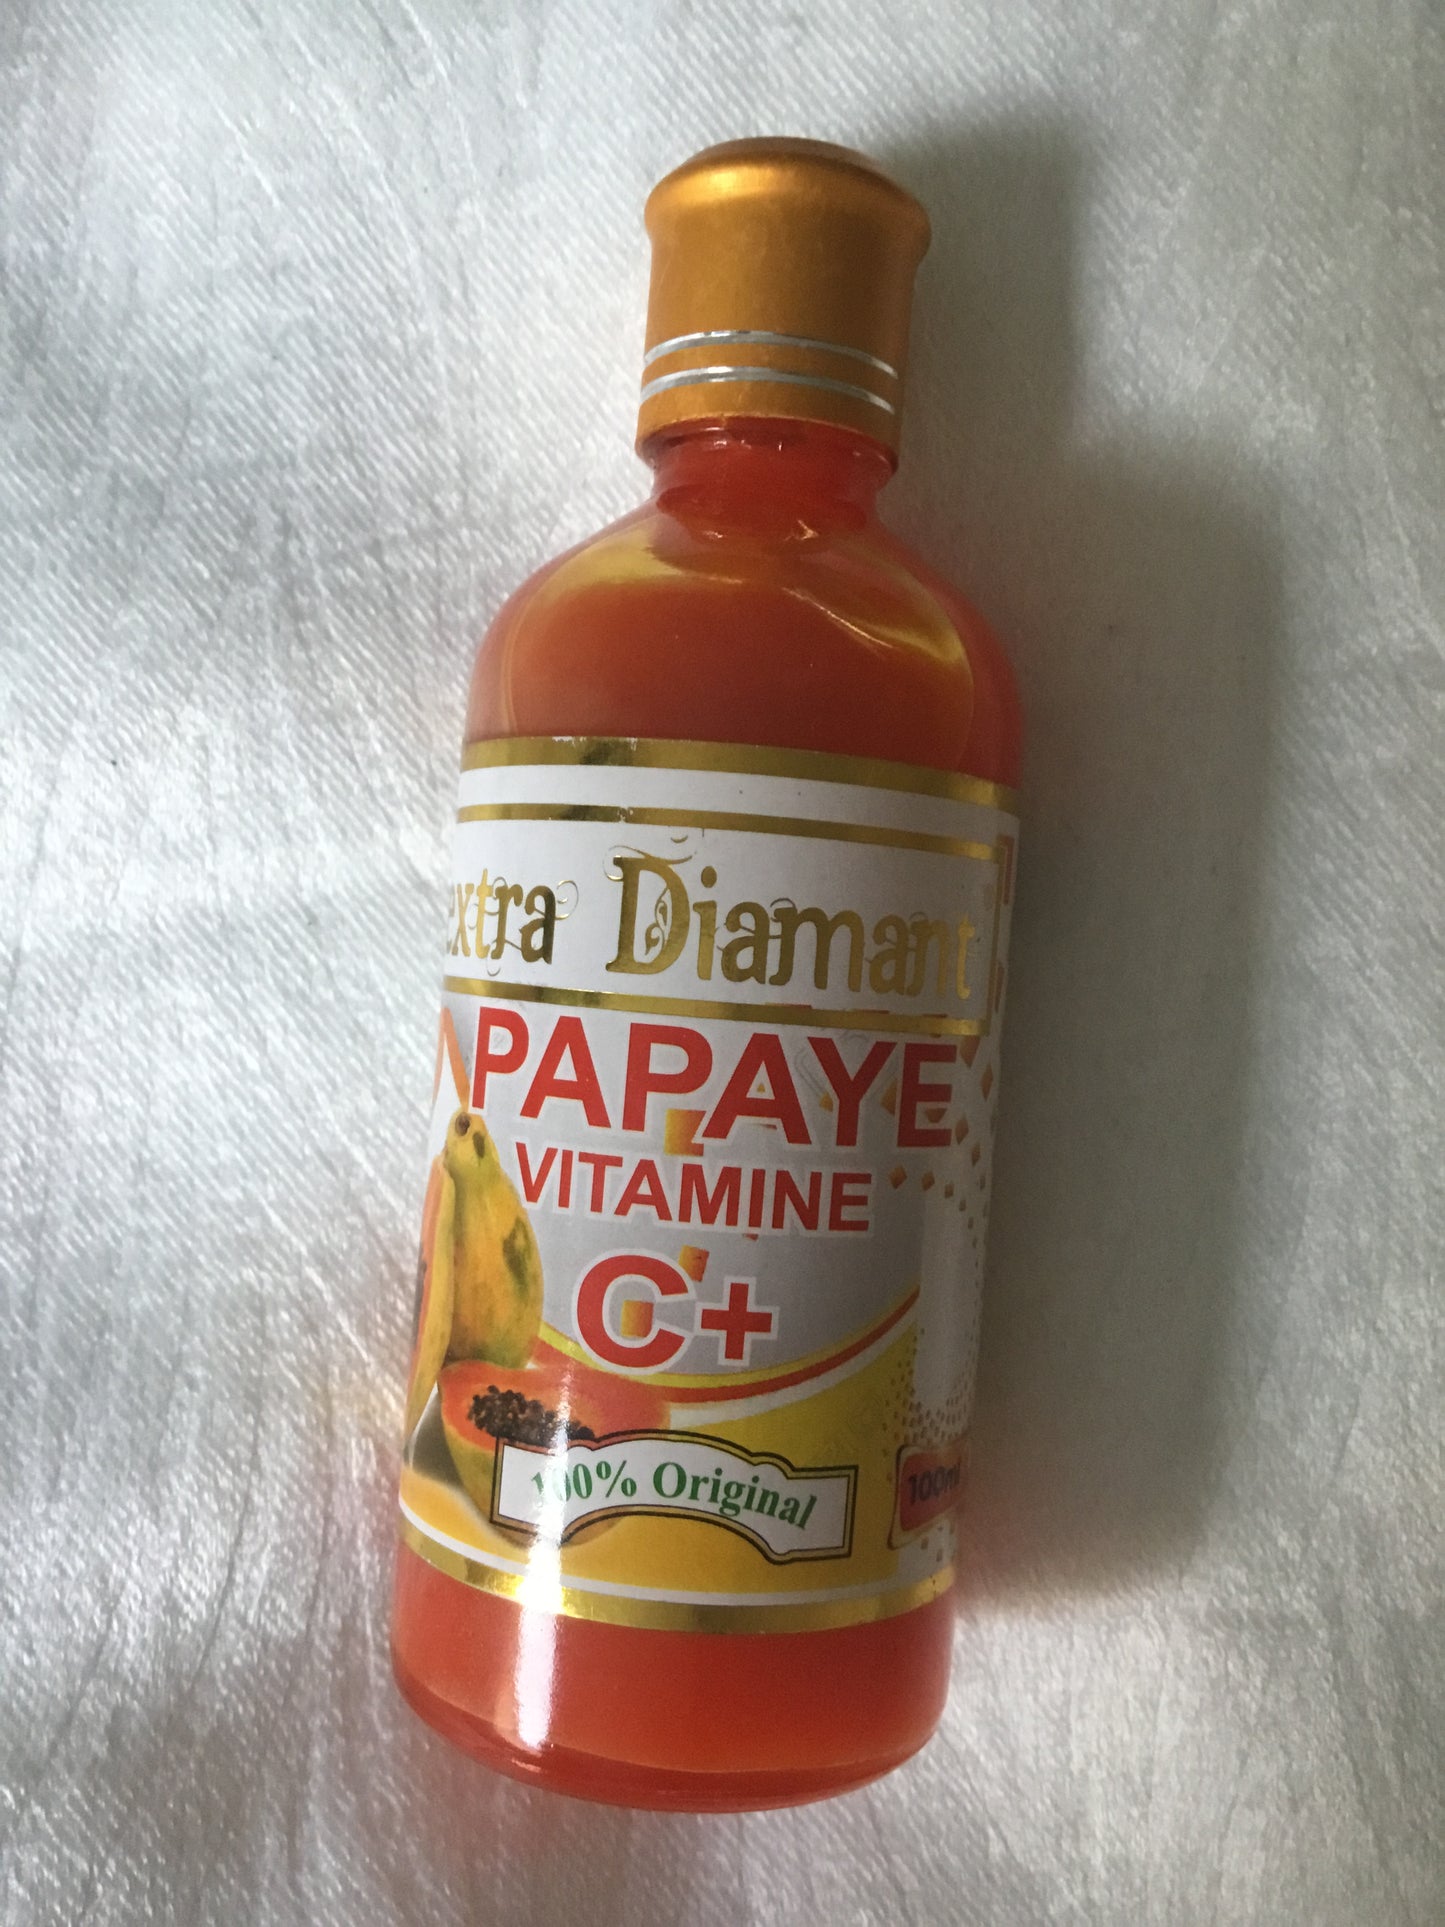 extra Diamant
PAPAYE
VITAMINE
C+
100% Original
100ml